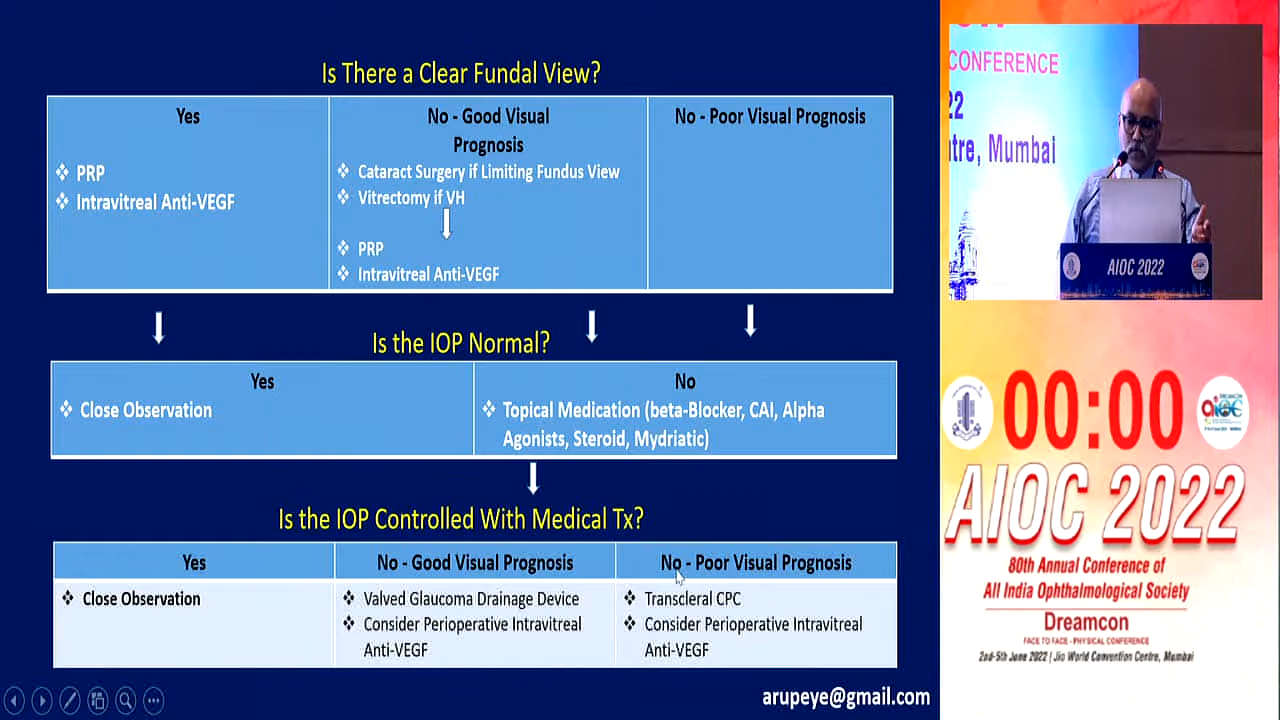 Is There a Clear Fundal View?
Yes
No - Good Visual
Prognosis
No - Poor Visual Prognosis
❖ PRP
❖ Intravitreal Anti-VEGF
❖ Cataract Surgery if Limiting Fundus View
❖ Vitrectomy if VH
❖ PRP
❖ Intravitreal Anti-VEGF
Is the IOP Normal?
Yes
No
❖ Close Observation
❖ Topical Medication (beta-Blocker, CAI, Alpha
Agonists, Steroid, Mydriatic)
Is the IOP Controlled With Medical Tx?
Yes
No - Good Visual Prognosis
No - Poor Visual Prognosis
❖ Close Observation
❖ Valved Glaucoma Drainage Device
❖ Consider Perioperative Intravitreal
Anti-VEGF
❖ Transcleral CPC
❖ Consider Perioperative Intravitreal
Anti-VEGF
arupeye@gmail.com
CONFERENCE
22
tre, Mumbai
AIOC 2022
00:00
AIOC 2022
80th Annual Conference of
All India Ophthalmological Society
Dreamcon
FACE TO FACE - PHYSICAL CONFERENCE
2nd-5th June 2022 | Jio World Convention Centre, Mumbai